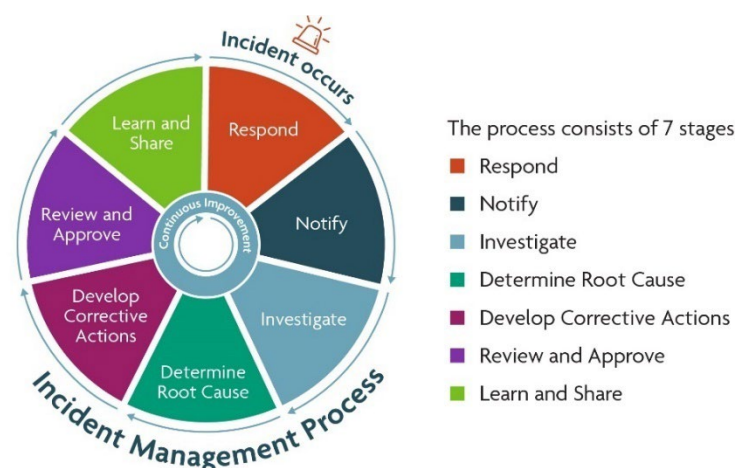 Incident occurs
Respond
Notify
Investigate
Determine
Root Cause
Develop
Corrective
Actions
Review and
Approve
Learn and
Share
Continuous Improvement
Incident Management Process
The process consists of 7 stages
Respond
Notify
Investigate
Determine Root Cause
Develop Corrective Actions
Review and Approve
Learn and Share